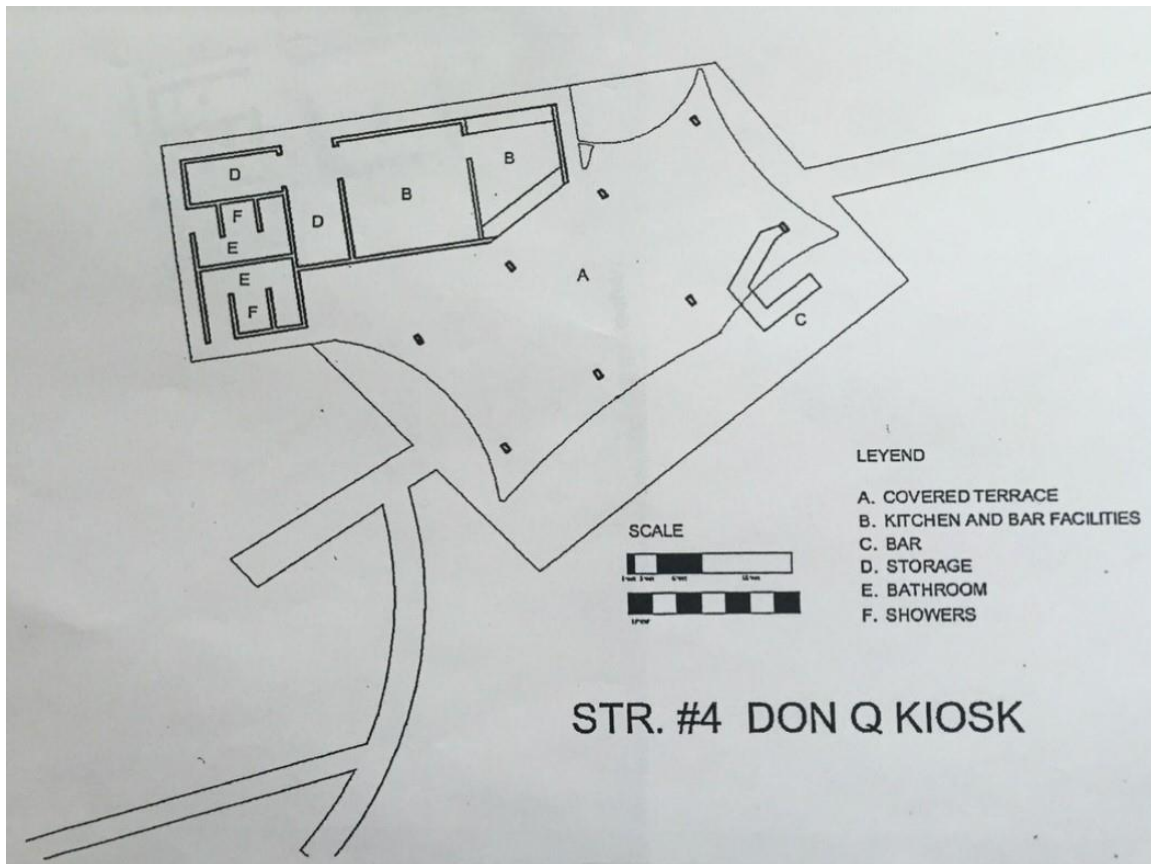 D
F
E
E
F
D
B
B
A
C
LEYEND
A. COVERED TERRACE
B. KITCHEN AND BAR FACILITIES
C. BAR
D. STORAGE
E. BATHROOM
F. SHOWERS
SCALE
STR. #4 DON Q KIOSK